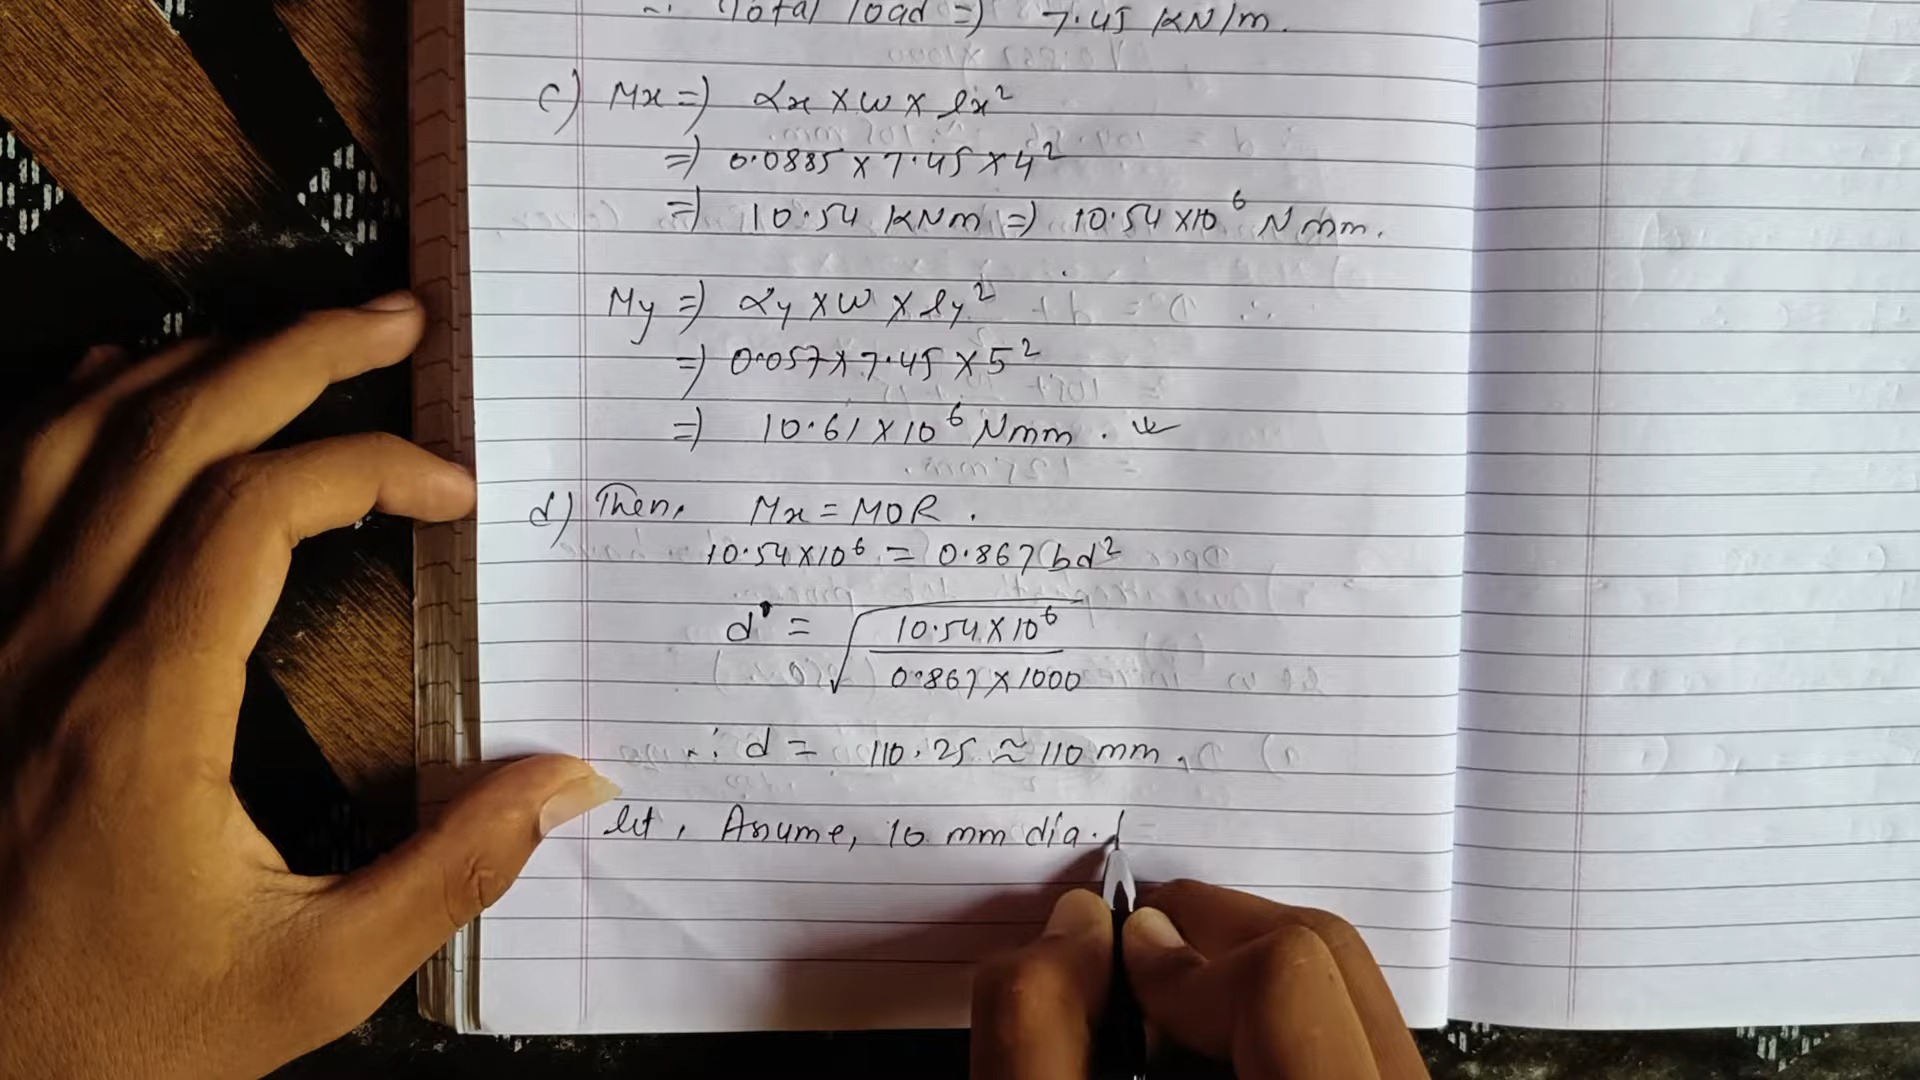 ∴ Total load ⇒ 7.45 KN/m.
c) Mx ⇒ αx × w × lx²
⇒ 0.0885 × 7.45 × 4²
⇒ 10.54 KNm ⇒ 10.54 × 10⁶ N mm.
My ⇒ αy × w × ly²
⇒ 0.057 × 7.45 × 5²
⇒ 10.61 × 10⁶ Nmm.
d) Then, Mx = MOR.
10.54 × 10⁶ = 0.867 bd²
d = √(10.54 × 10⁶ / 0.867 × 1000)
∴ d = 110.25 ≈ 110 mm.
let, Assume, 10 mm dia.